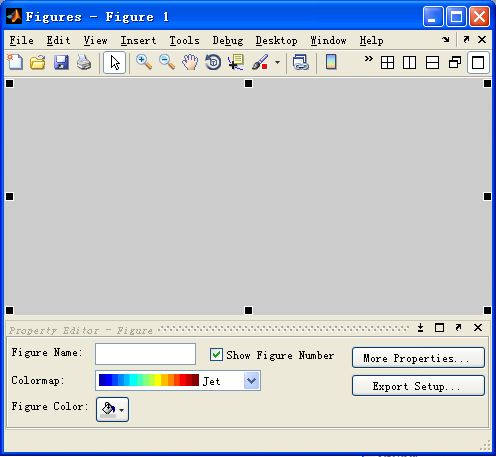 Figures - Figure 1
File Edit View Insert Tools Debug Desktop Window Help
Property Editor - Figure
Figure Name:
Show Figure Number
More Properties...
Colormap:
Jet
Export Setup...
Figure Color: